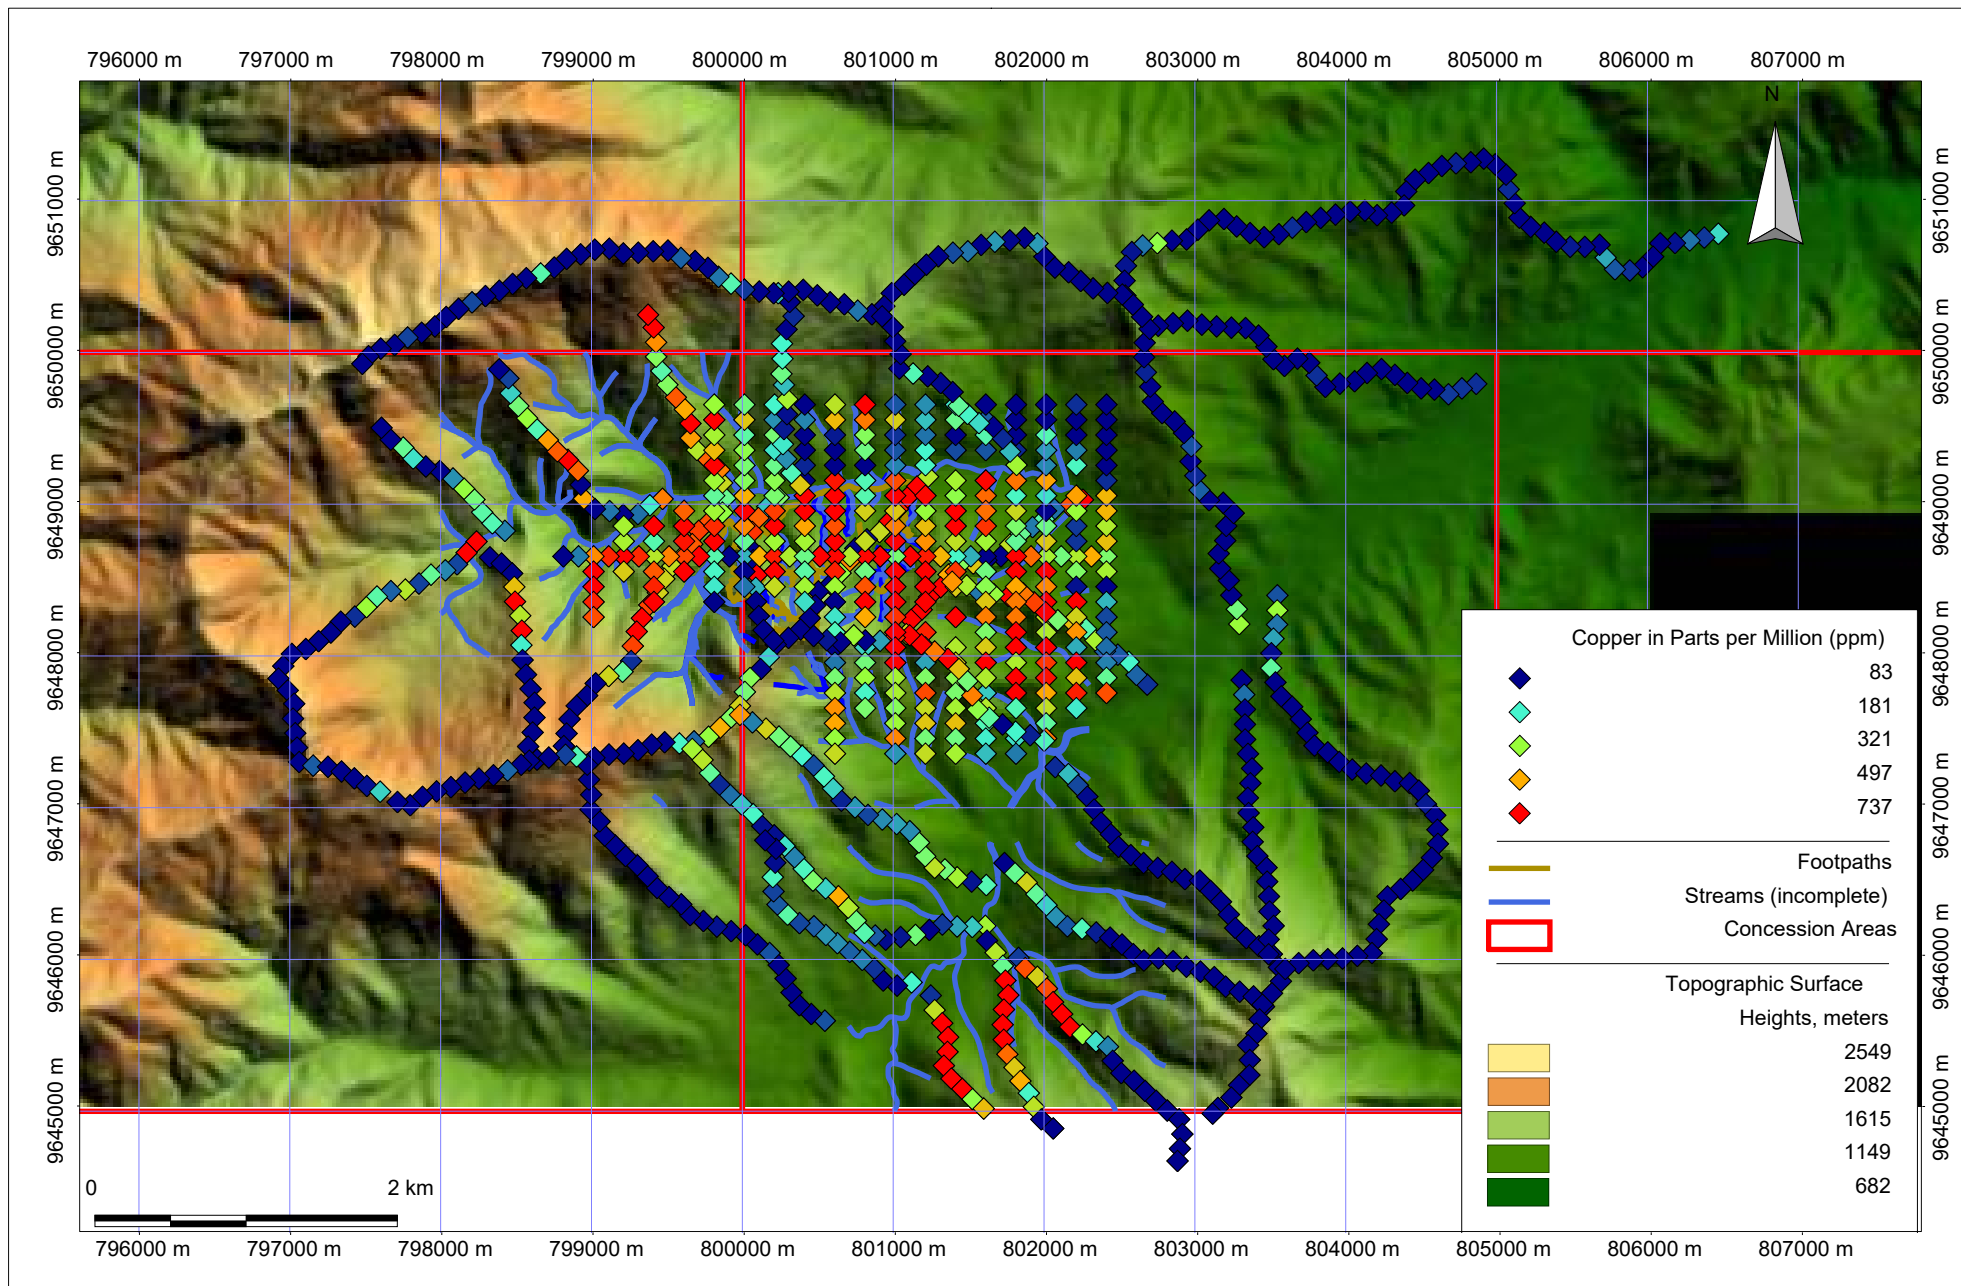 796000 m 797000 m 798000 m 799000 m 800000 m 801000 m 802000 m 803000 m 804000 m 805000 m 806000 m 807000 m
N
9651000 m
9650000 m
9649000 m
9648000 m
9647000 m
9646000 m
9645000 m
9651000 m
9650000 m
9649000 m
9648000 m
9647000 m
9646000 m
9645000 m
Copper in Parts per Million (ppm)
83
181
321
497
737
Footpaths
Streams (incomplete)
Concession Areas
Topographic Surface
Heights, meters
2549
2082
1615
1149
682
0 2 km
796000 m 797000 m 798000 m 799000 m 800000 m 801000 m 802000 m 803000 m 804000 m 805000 m 806000 m 807000 m